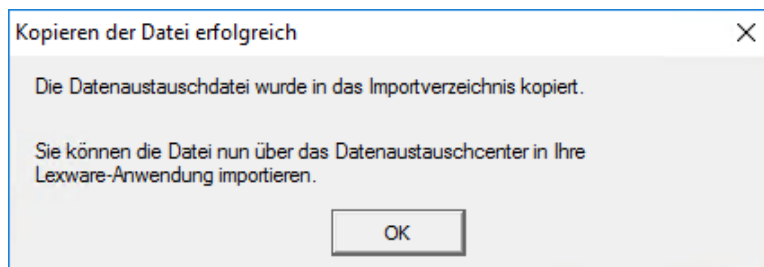 Kopieren der Datei erfolgreich
Die Datenaustauschdatei wurde in das Importverzeichnis kopiert.
Sie können die Datei nun über das Datenaustauschcenter in Ihre
Lexware-Anwendung importieren.
OK